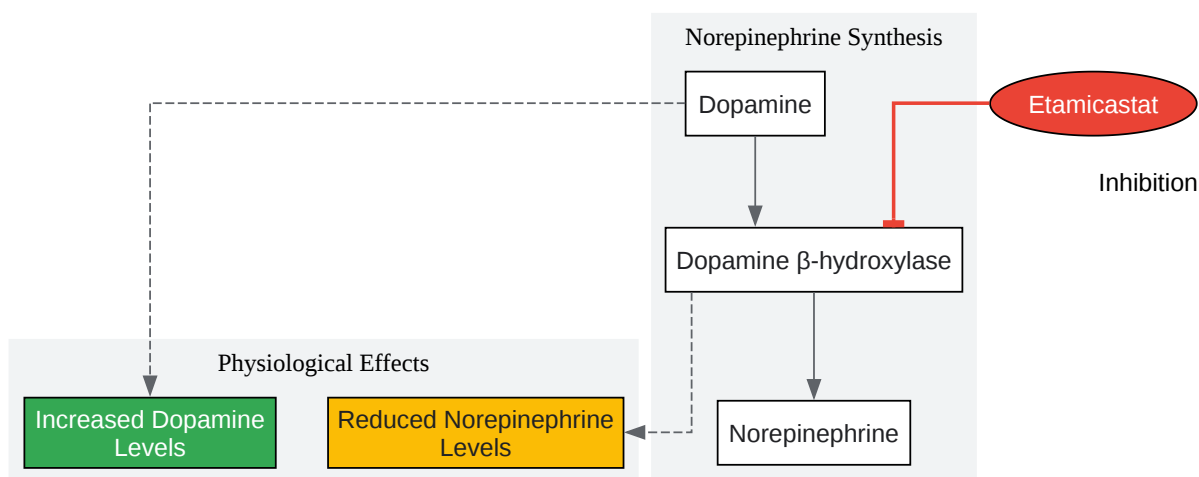 Norepinephrine Synthesis
Dopamine
Etamicastat
Inhibition
Dopamine β-hydroxylase
Physiological Effects
Increased Dopamine
Levels
Reduced Norepinephrine
Levels
Norepinephrine